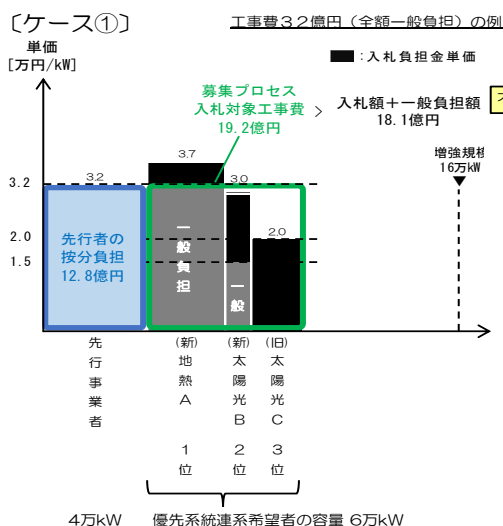 〔ケース①〕
工事費32億円（全額一般負担）の例
単価
[万円/kW]
■：入札負担金単価
募集プロセス
入札対象工事費
19.2億円
>
入札額＋一般負担額
18.1億円
増強規模
16万kW
3.7
3.2
3.0
3.2
2.0
2.0
1.5
先行者の
按分負担
12.8億円
一般負担
一般
先行事業者
(新)地熱A 1位
(新)太陽光B 2位
(旧)太陽光C 3位
4万kW
優先系統連系希望者の容量 6万kW